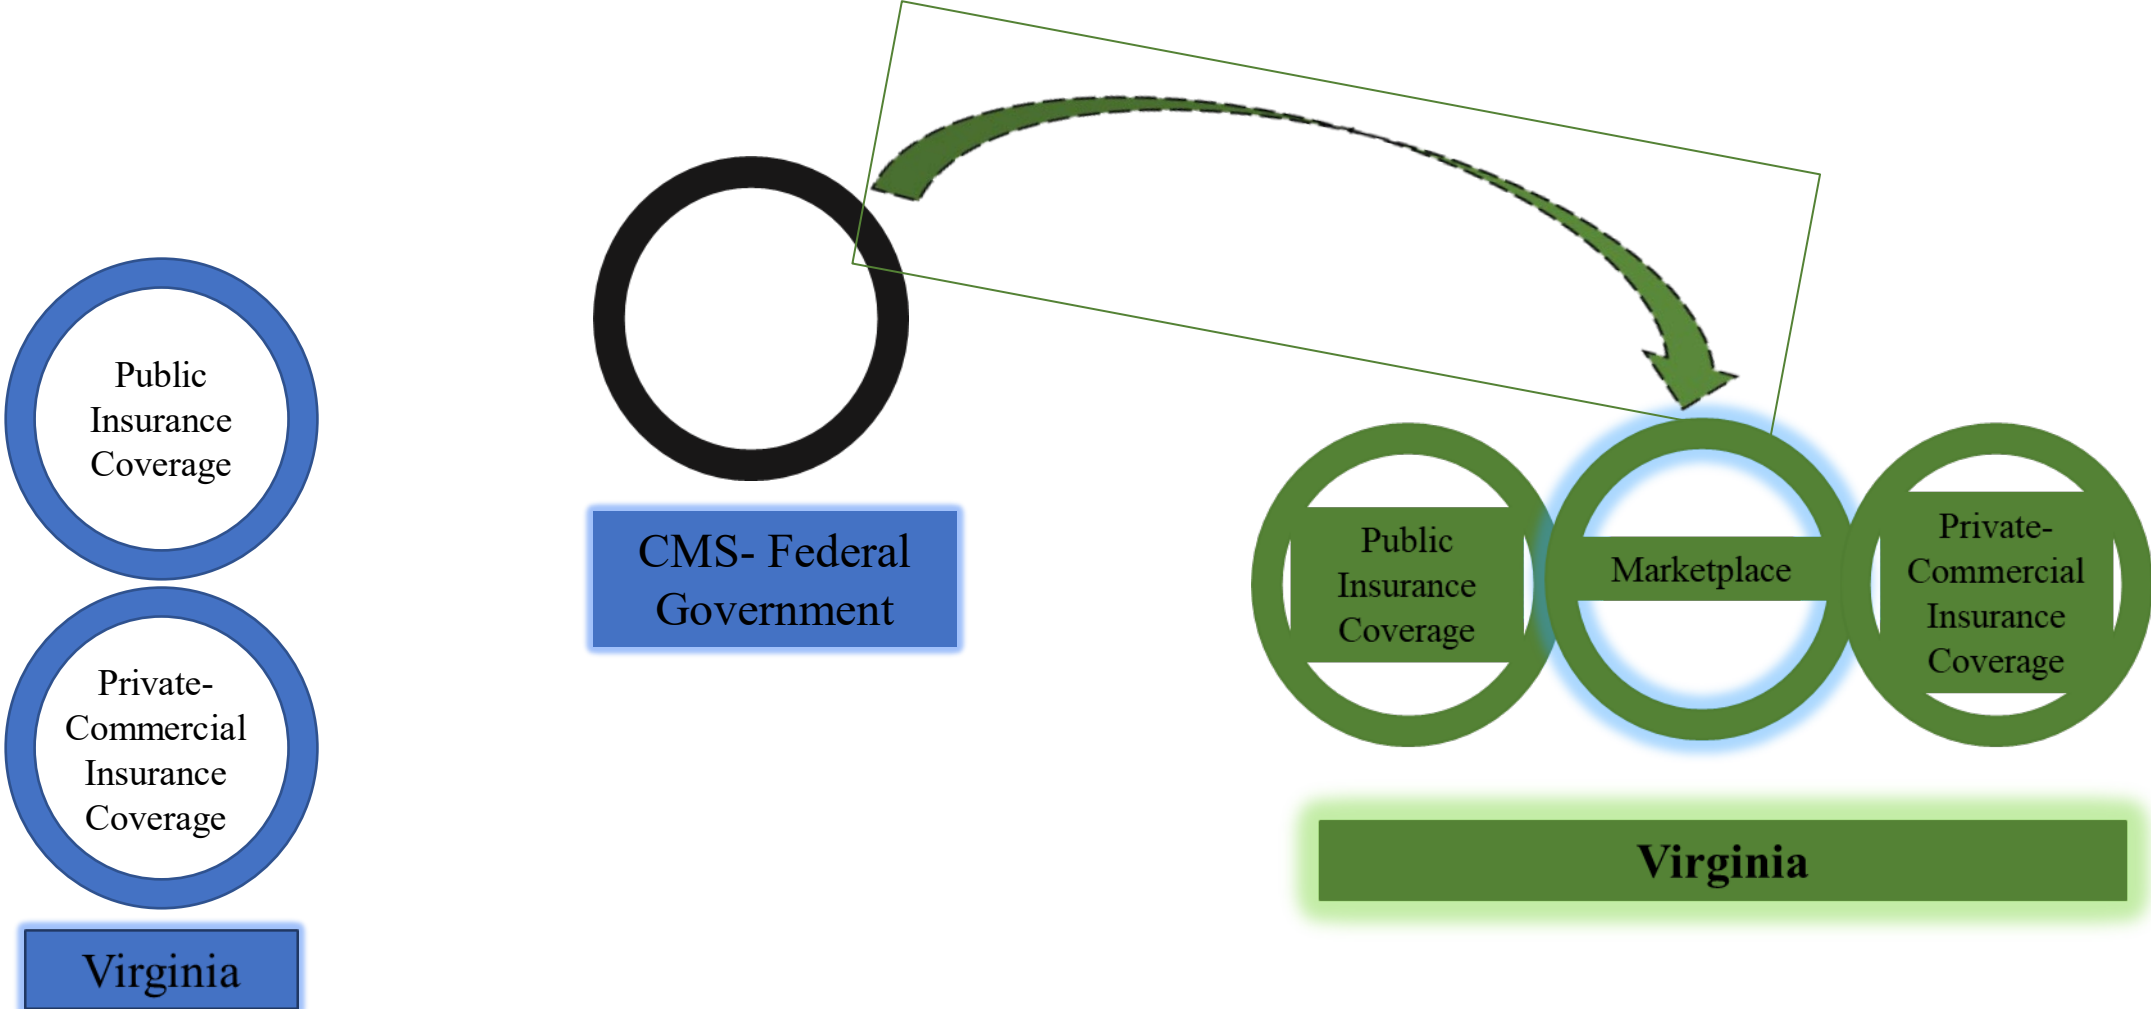 Public
Insurance
Coverage
Private-
Commercial
Insurance
Coverage
Virginia
CMS- Federal
Government
Public
Insurance
Coverage
Marketplace
Private-
Commercial
Insurance
Coverage
Virginia